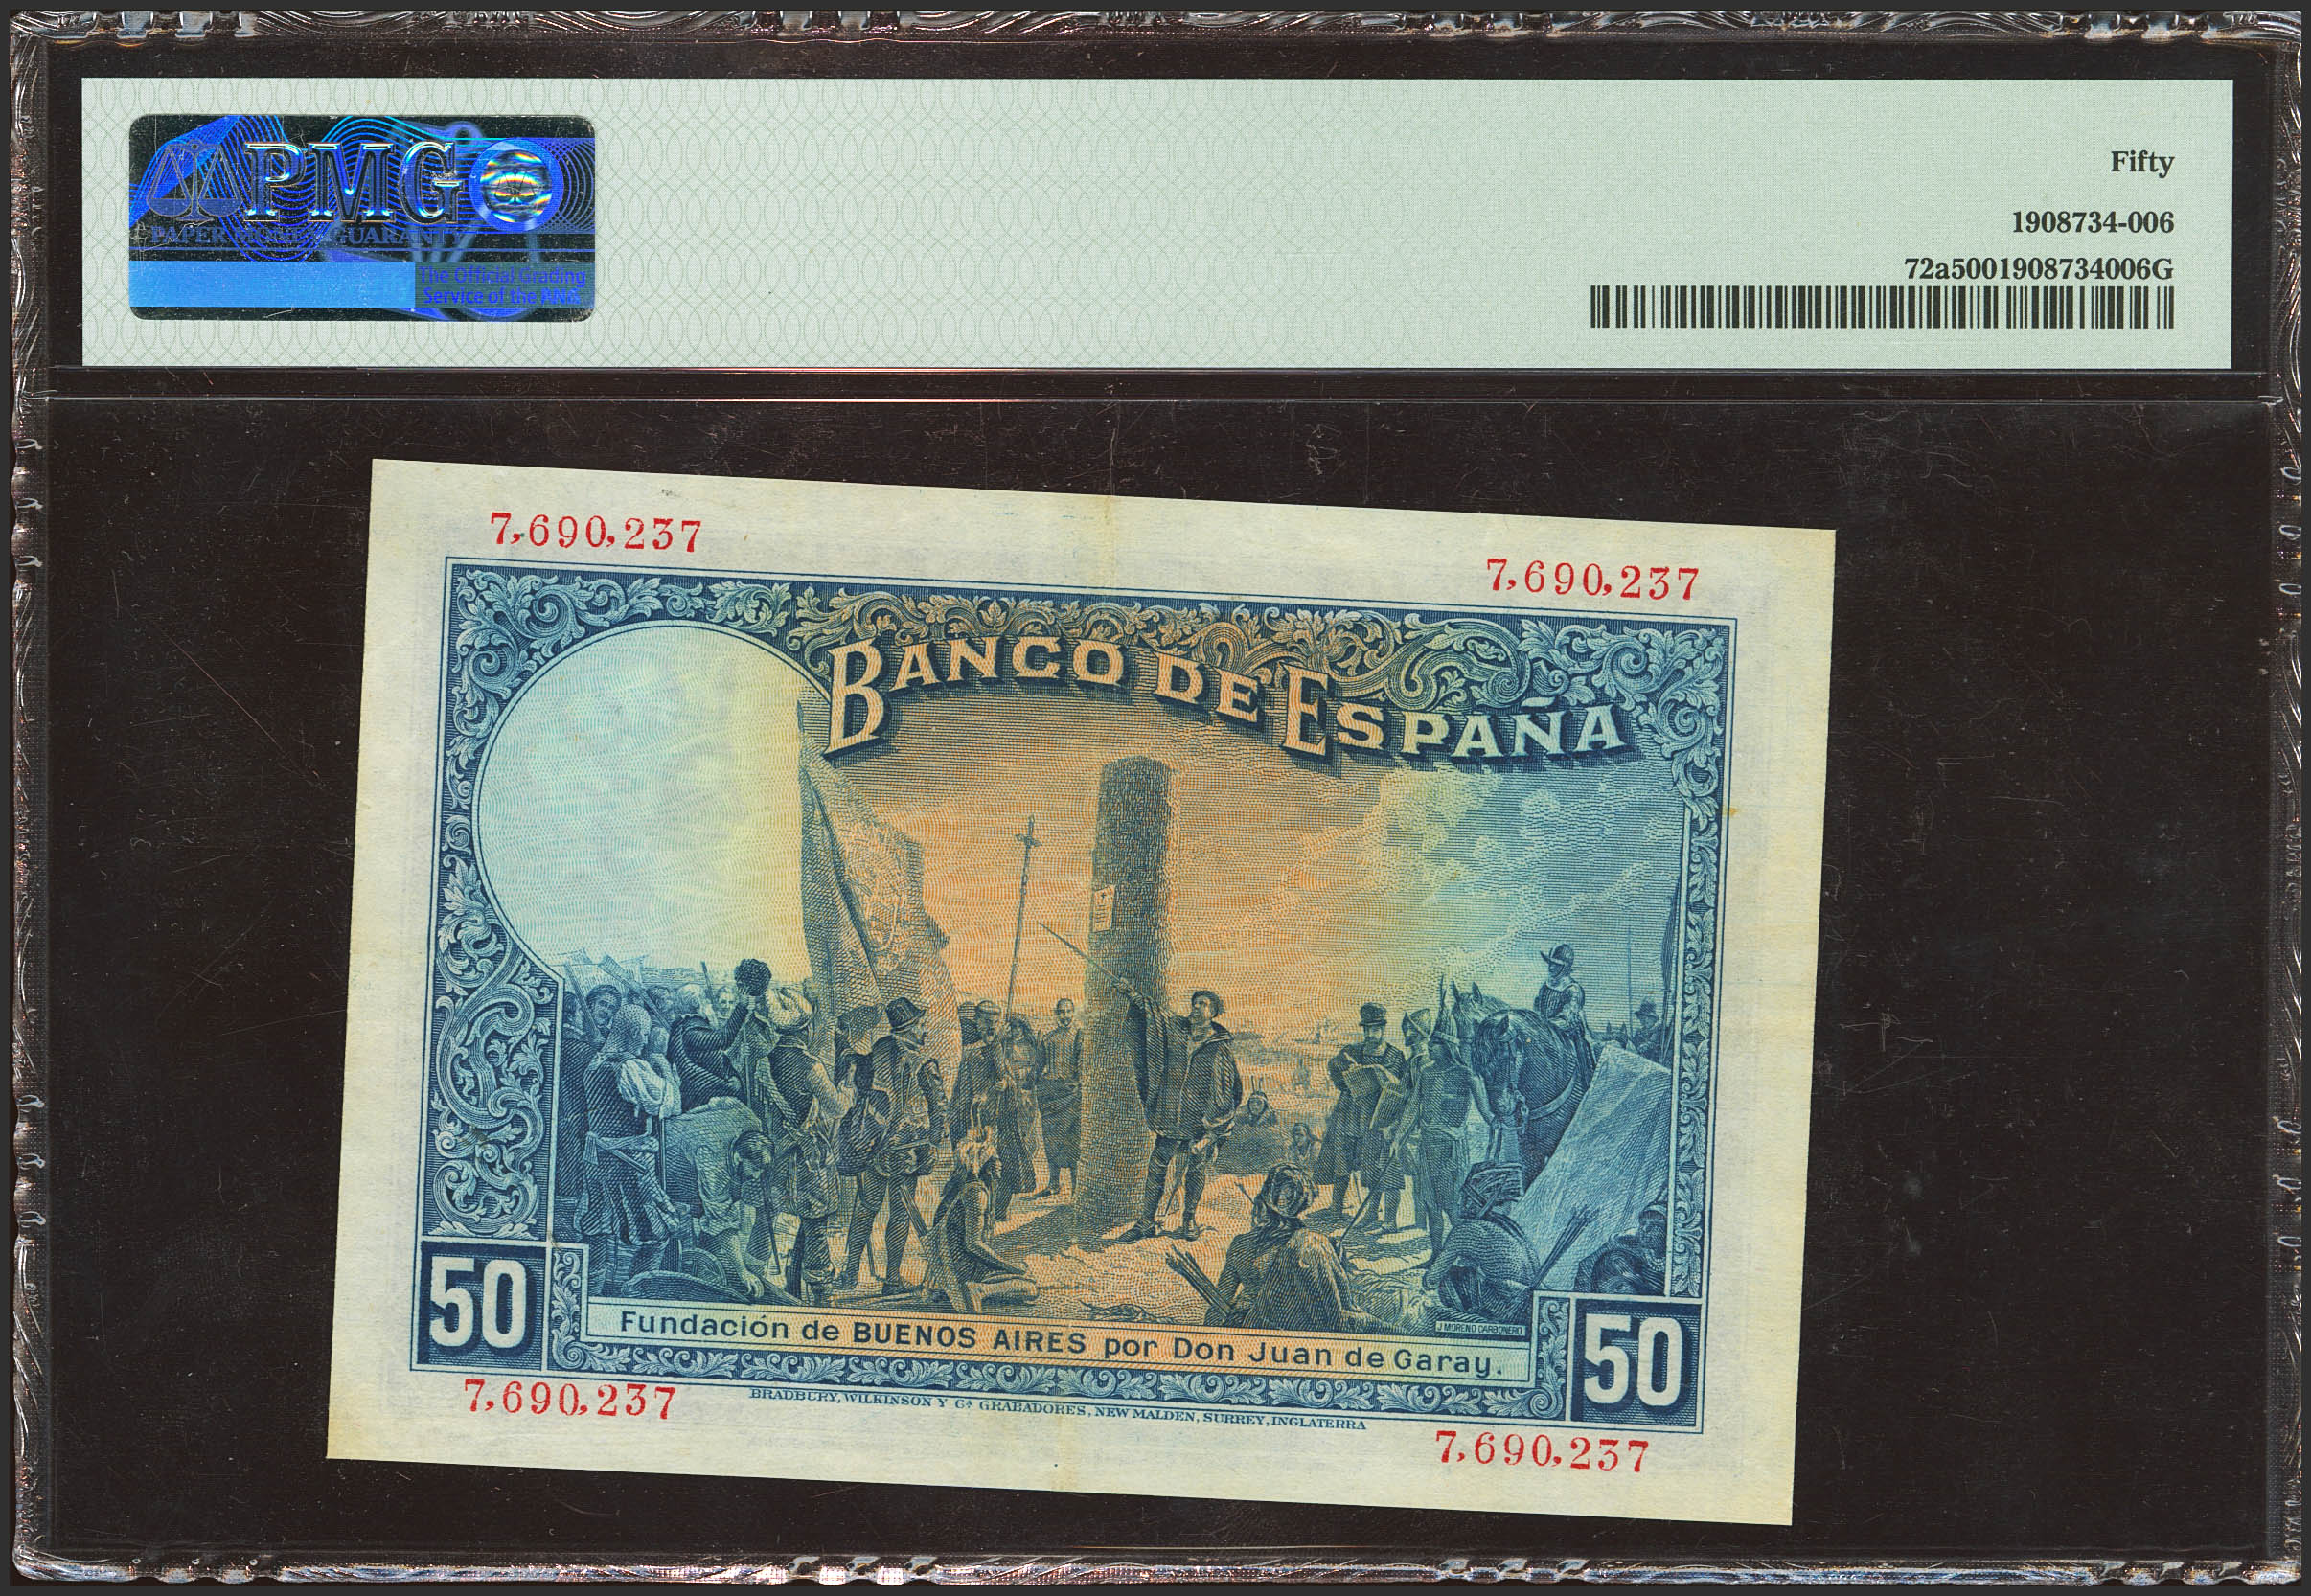 PMG
PAPER MONEY GUARANTY
The Official Grading
Service of the ANA
Fifty
1908734-006
72a5001908734006G
7,690,237
7,690,237
BANCO DE ESPAÑA
50
Fundación de BUENOS AIRES por Don Juan de Garay.
J MORENO CARBONERO
50
7,690,237
BRADBURY, WILKINSON Y Cª GRABADORES, NEW MALDEN, SURREY, INGLATERRA
7,690,237